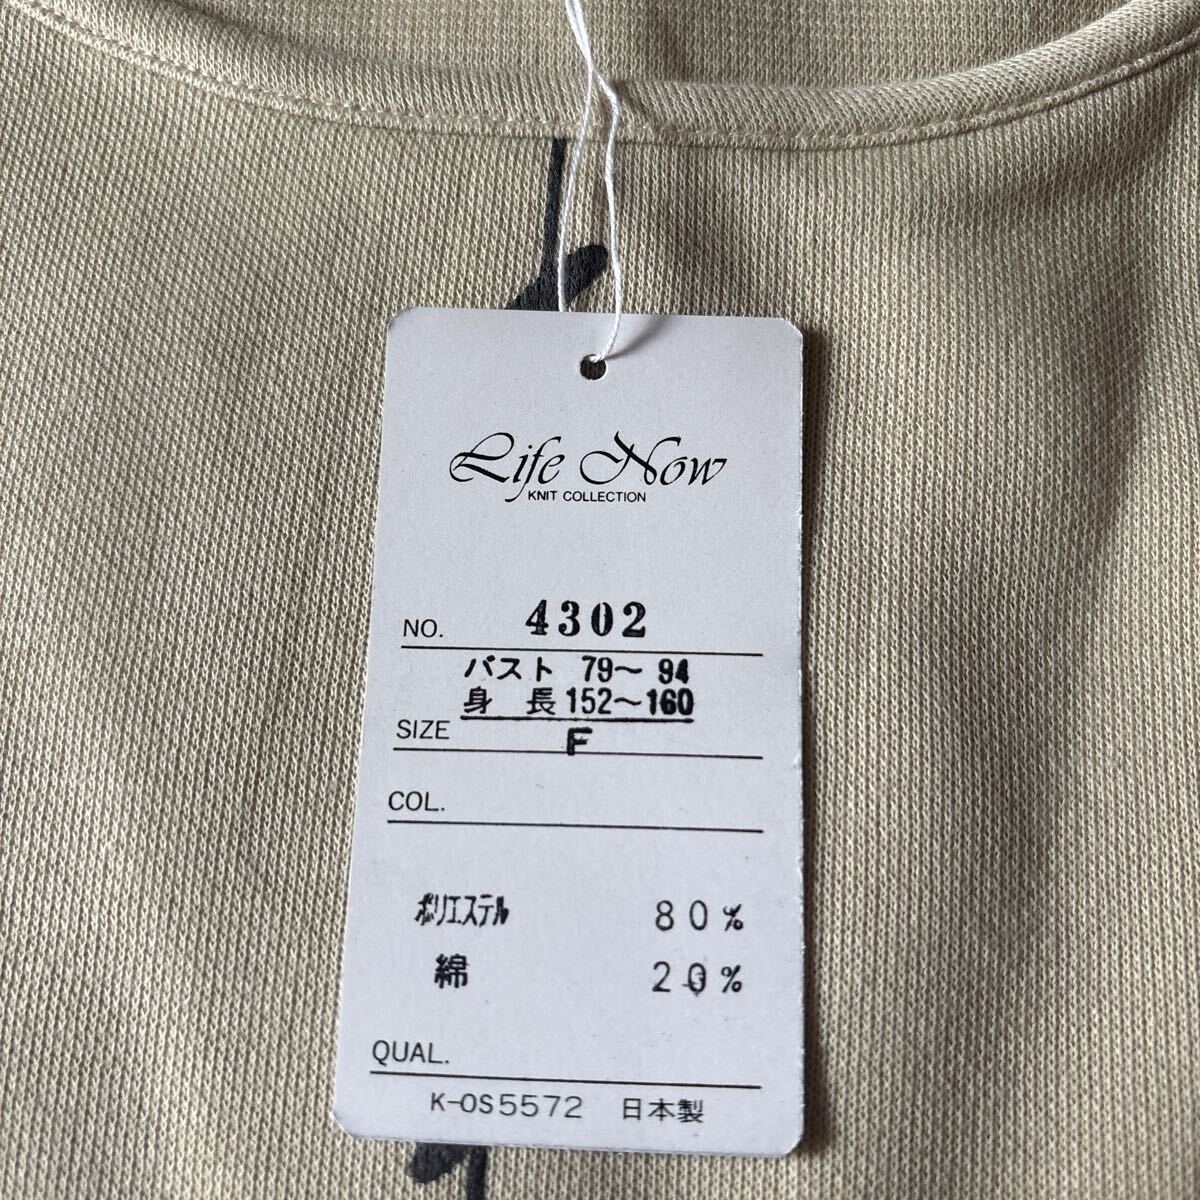 Life Now
KNIT COLLECTION
NO. 4302
バスト 79～94
身長 152～160
SIZE F
COL.
ポリエステル 80%
綿 20%
QUAL.
K-OS5572 日本製